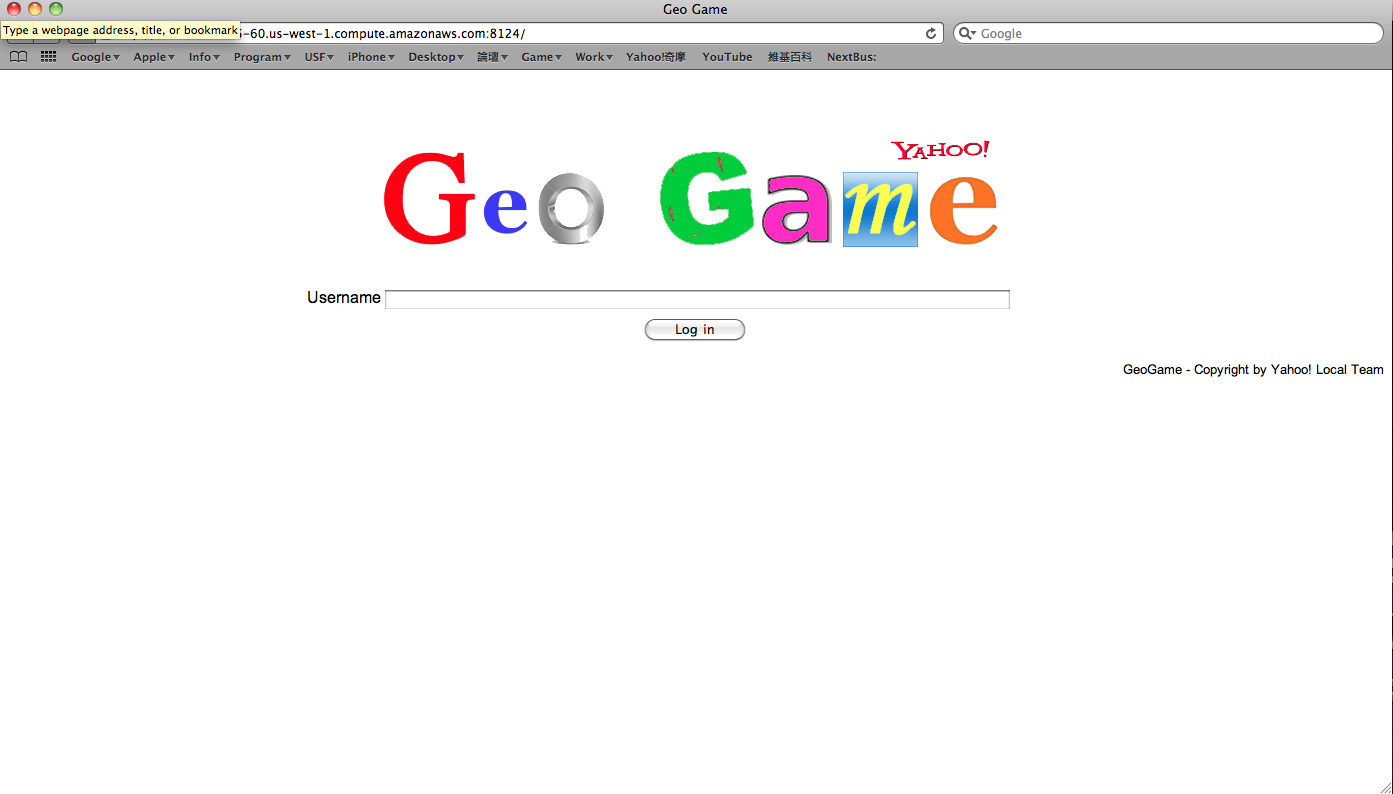 Geo Game
Type a webpage address, title, or bookmark
-60.us-west-1.compute.amazonaws.com:8124/
Google
Google Apple Info Program USF iPhone Desktop 論壇 Game Work Yahoo!奇摩 YouTube 維基百科 NextBus:
YAHOO!
Geo Game
Username
Log in
GeoGame - Copyright by Yahoo! Local Team